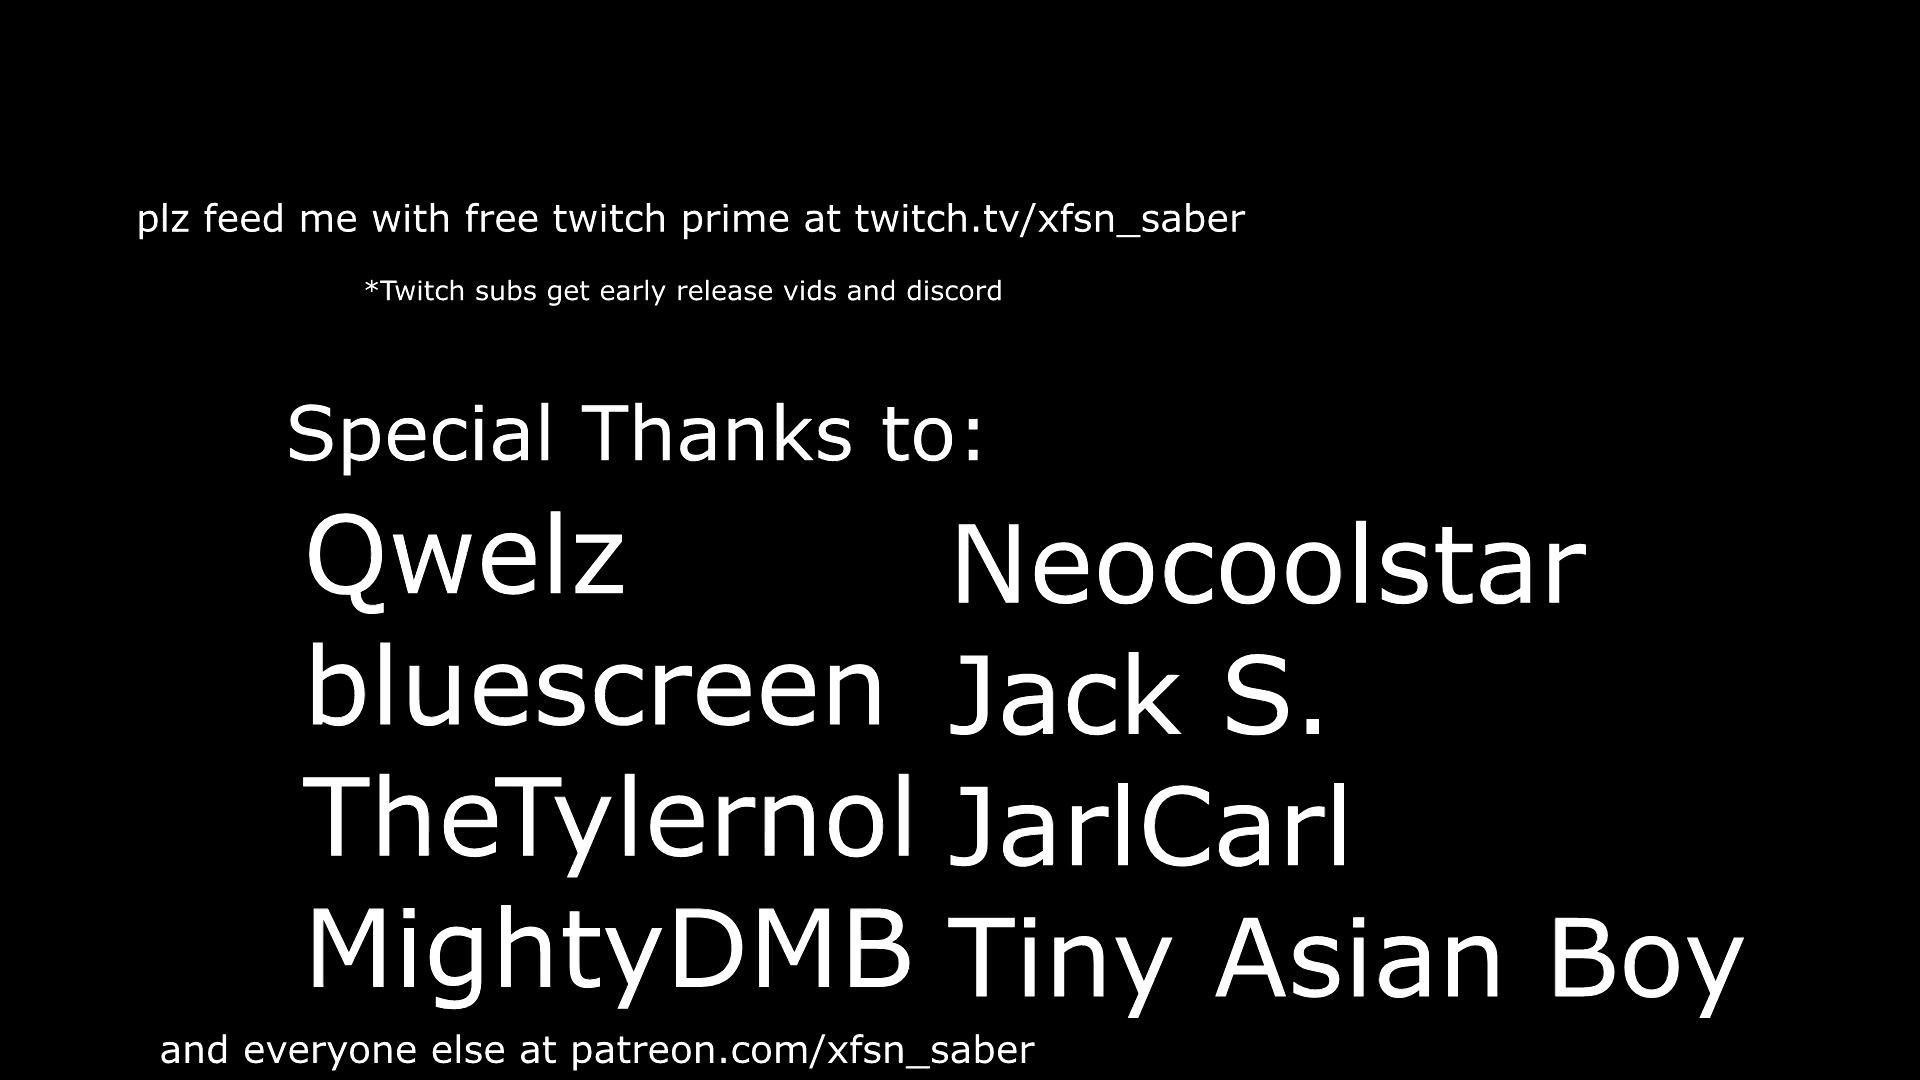 plz feed me with free twitch prime at twitch.tv/xfsn_saber
*Twitch subs get early release vids and discord
Special Thanks to:
Qwelz
bluescreen
TheTylernol
MightyDMB
Neocoolstar
Jack S.
JarlCarl
Tiny Asian Boy
and everyone else at patreon.com/xfsn_saber